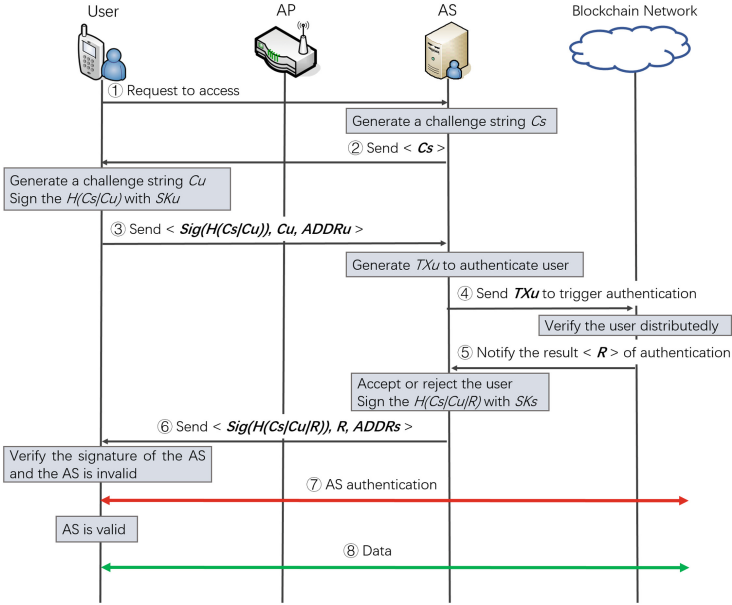 User
AP
AS
Blockchain Network
① Request to access
Generate a challenge string Cs
② Send < Cs >
Generate a challenge string Cu
Sign the H(Cs|Cu) with SKu
③ Send < Sig(H(Cs|Cu)), Cu, ADDRu >
Generate TXu to authenticate user
④ Send TXu to trigger authentication
Verify the user distributedly
⑤ Notify the result < R > of authentication
Accept or reject the user
Sign the H(Cs|Cu|R) with SKs
⑥ Send < Sig(H(Cs|Cu|R)), R, ADDRs >
Verify the signature of the AS
and the AS is invalid
⑦ AS authentication
AS is valid
⑧ Data